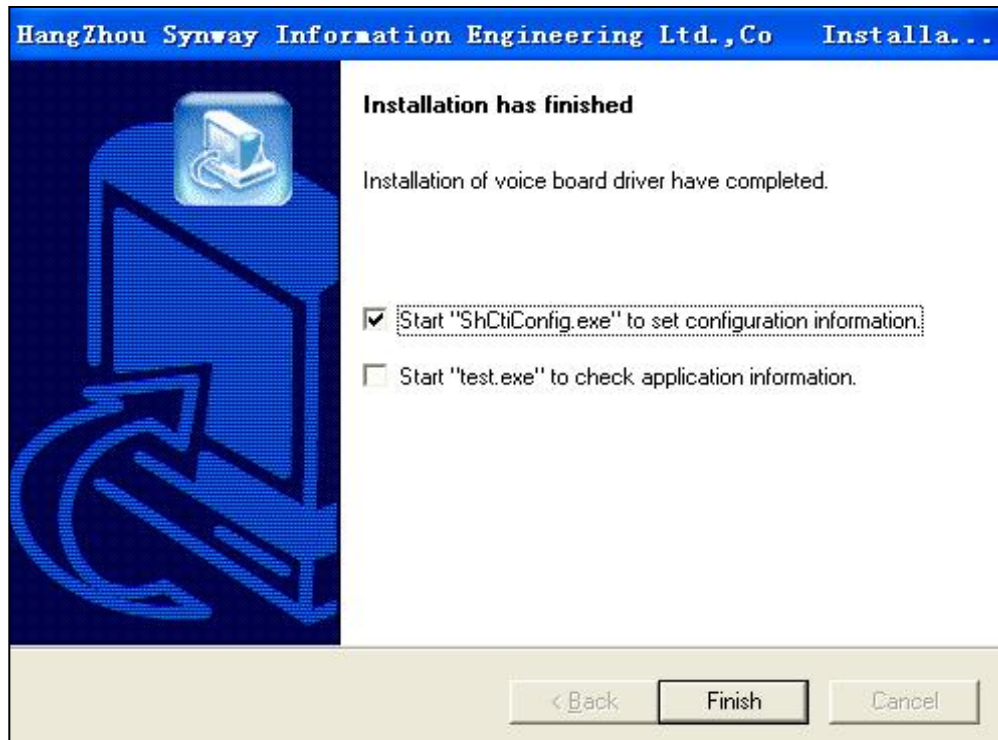 HangZhou Synway Information Engineering Ltd.,Co Installa...
Installation has finished
Installation of voice board driver have completed.
Start "ShCtiConfig.exe" to set configuration information.
Start "test.exe" to check application information.
< Back
Finish
Cancel